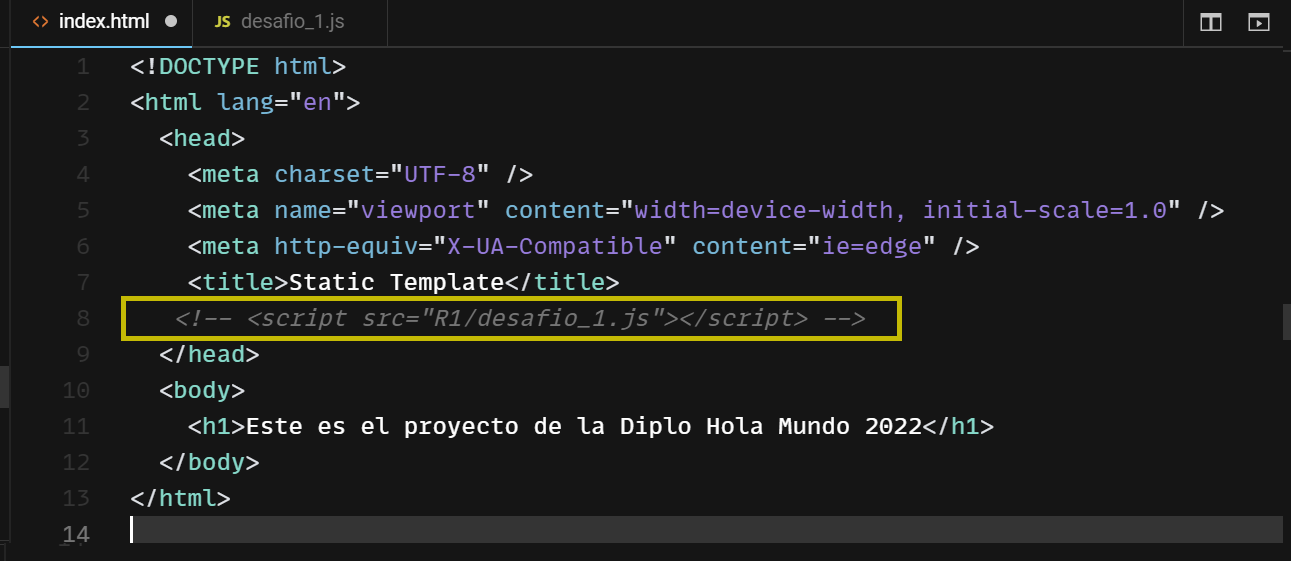 <> index.html ●
JS desafio_1.js
1 <!DOCTYPE html>
2 <html lang="en">
3 <head>
4 <meta charset="UTF-8" />
5 <meta name="viewport" content="width=device-width, initial-scale=1.0" />
6 <meta http-equiv="X-UA-Compatible" content="ie=edge" />
7 <title>Static Template</title>
8 <!-- <script src="R1/desafio_1.js"></script> -->
9 </head>
10 <body>
11 <h1>Este es el proyecto de la Diplo Hola Mundo 2022</h1>
12 </body>
13 </html>
14